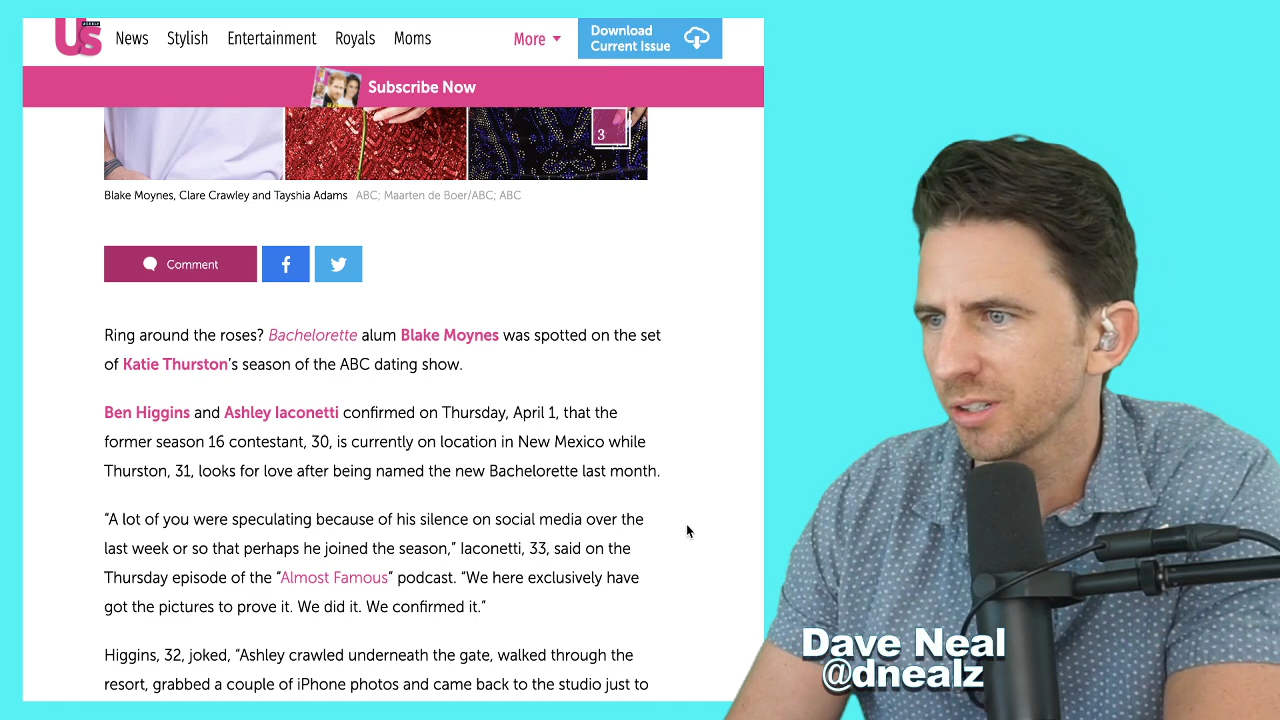 WEEKLY
Us
News Stylish Entertainment Royals Moms More
Download
Current Issue
Subscribe Now
3
Blake Moynes, Clare Crawley and Tayshia Adams ABC; Maarten de Boer/ABC; ABC
Comment
Ring around the roses? Bachelorette alum Blake Moynes was spotted on the set
of Katie Thurston’s season of the ABC dating show.
Ben Higgins and Ashley Iaconetti confirmed on Thursday, April 1, that the
former season 16 contestant, 30, is currently on location in New Mexico while
Thurston, 31, looks for love after being named the new Bachelorette last month.
“A lot of you were speculating because of his silence on social media over the
last week or so that perhaps he joined the season,” Iaconetti, 33, said on the
Thursday episode of the “Almost Famous” podcast. “We here exclusively have
got the pictures to prove it. We did it. We confirmed it.”
Higgins, 32, joked, “Ashley crawled underneath the gate, walked through the
resort, grabbed a couple of iPhone photos and came back to the studio just to
Dave Neal
@dnealz